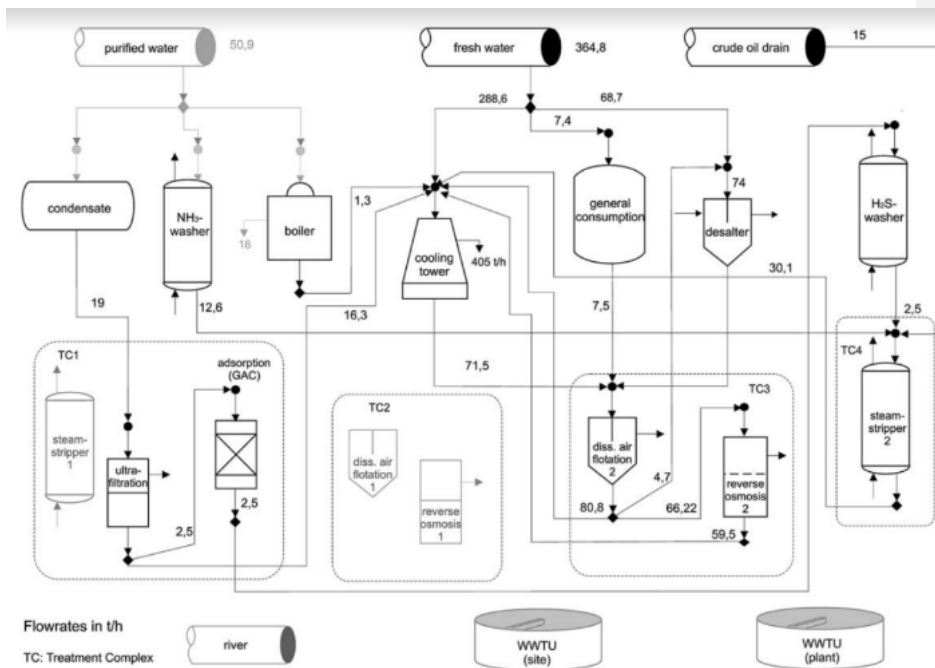 purified water
50,9
fresh water
364,8
crude oil drain
15
288,6
68,7
7,4
condensate
NH3-
washer
boiler
18
1,3
cooling
tower
405 t/h
general
consumption
74
desalter
H2S-
washer
30,1
19
12,6
16,3
7,5
2,5
TC1
adsorption
(GAC)
71,5
TC2
TC3
TC4
steam-
stripper
1
ultra-
filtration
2,5
2,5
diss. air
flotation
1
reverse
osmosis
1
diss. air
flotation
2
4,7
80,8
66,22
reverse
osmosis
2
59,5
steam-
stripper
2
Flowrates in t/h
TC: Treatment Complex
river
WWTU
(site)
WWTU
(plant)